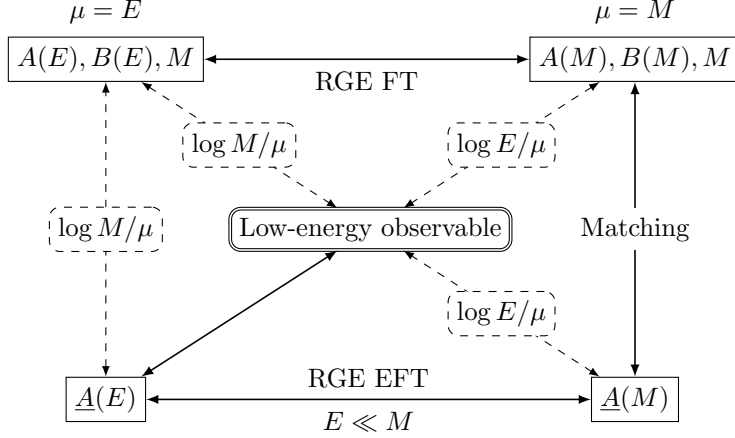 μ = E
μ = M
A(E), B(E), M
A(M), B(M), M
RGE FT
log M/μ
log E/μ
log M/μ
Low-energy observable
Matching
log E/μ
RGE EFT
A(E)
A(M)
E ≪ M